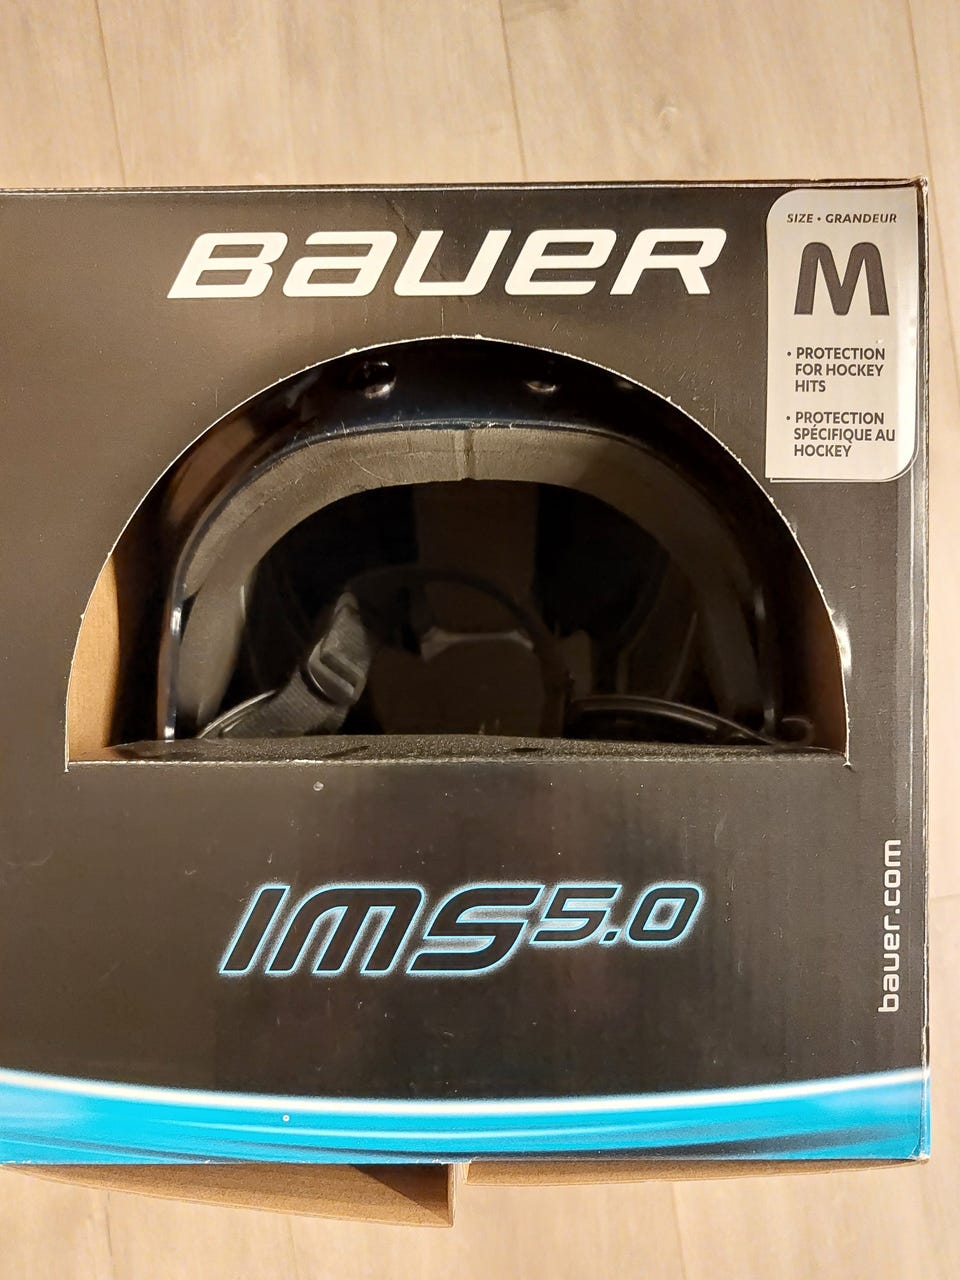 BAUER
SIZE • GRANDEUR
M
• PROTECTION
FOR HOCKEY
HITS
• PROTECTION
SPÉCIFIQUE AU
HOCKEY
IMS5.0
bauer.com